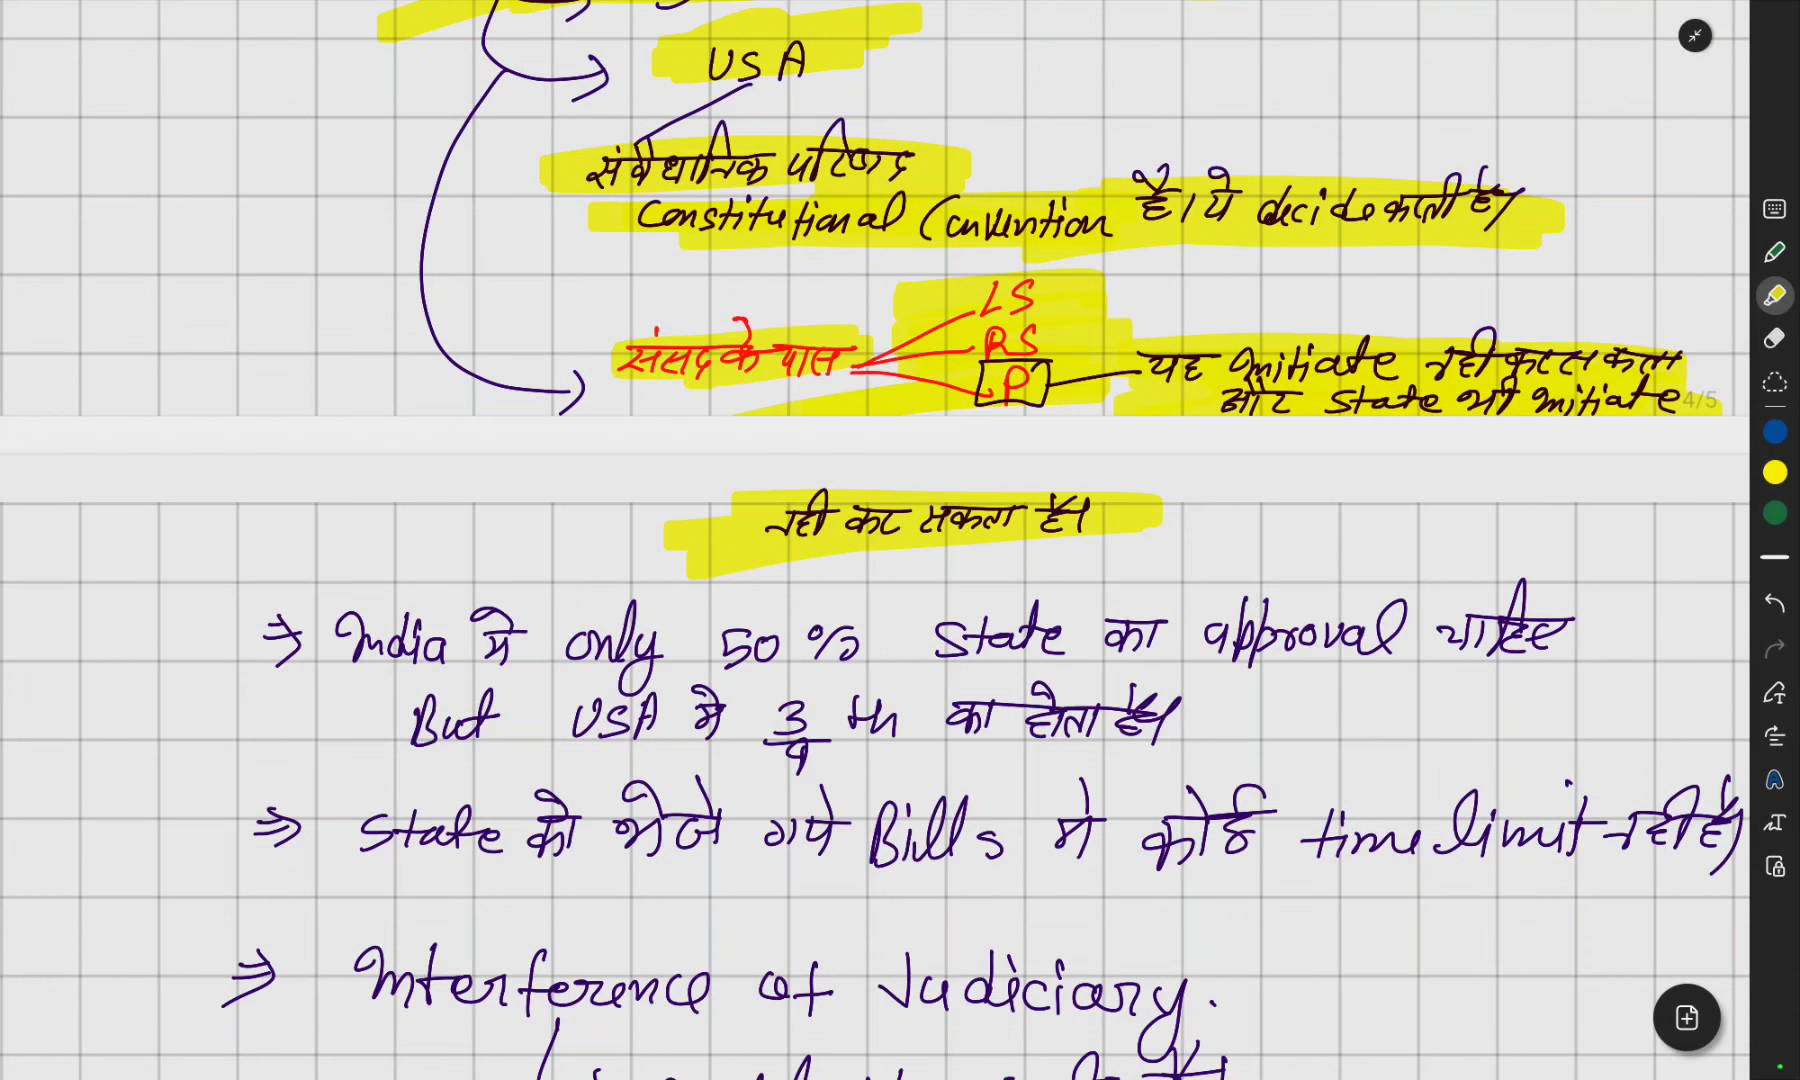 USA
संवैधानिक परिषद
Constitutional Convention है। ये decide करती है।
संसद के पास
LS
RS
P
यह initiate नहीं करता
और state भी initiate
4/5
नही कर सकता है।
⇒ India मे only 50% State का approval चाहिए
But USA मे 3/4 th का होता है।
⇒ State को भेजे गये Bills मे कोई time limit नही है।
⇒ Interference of Judiciary.